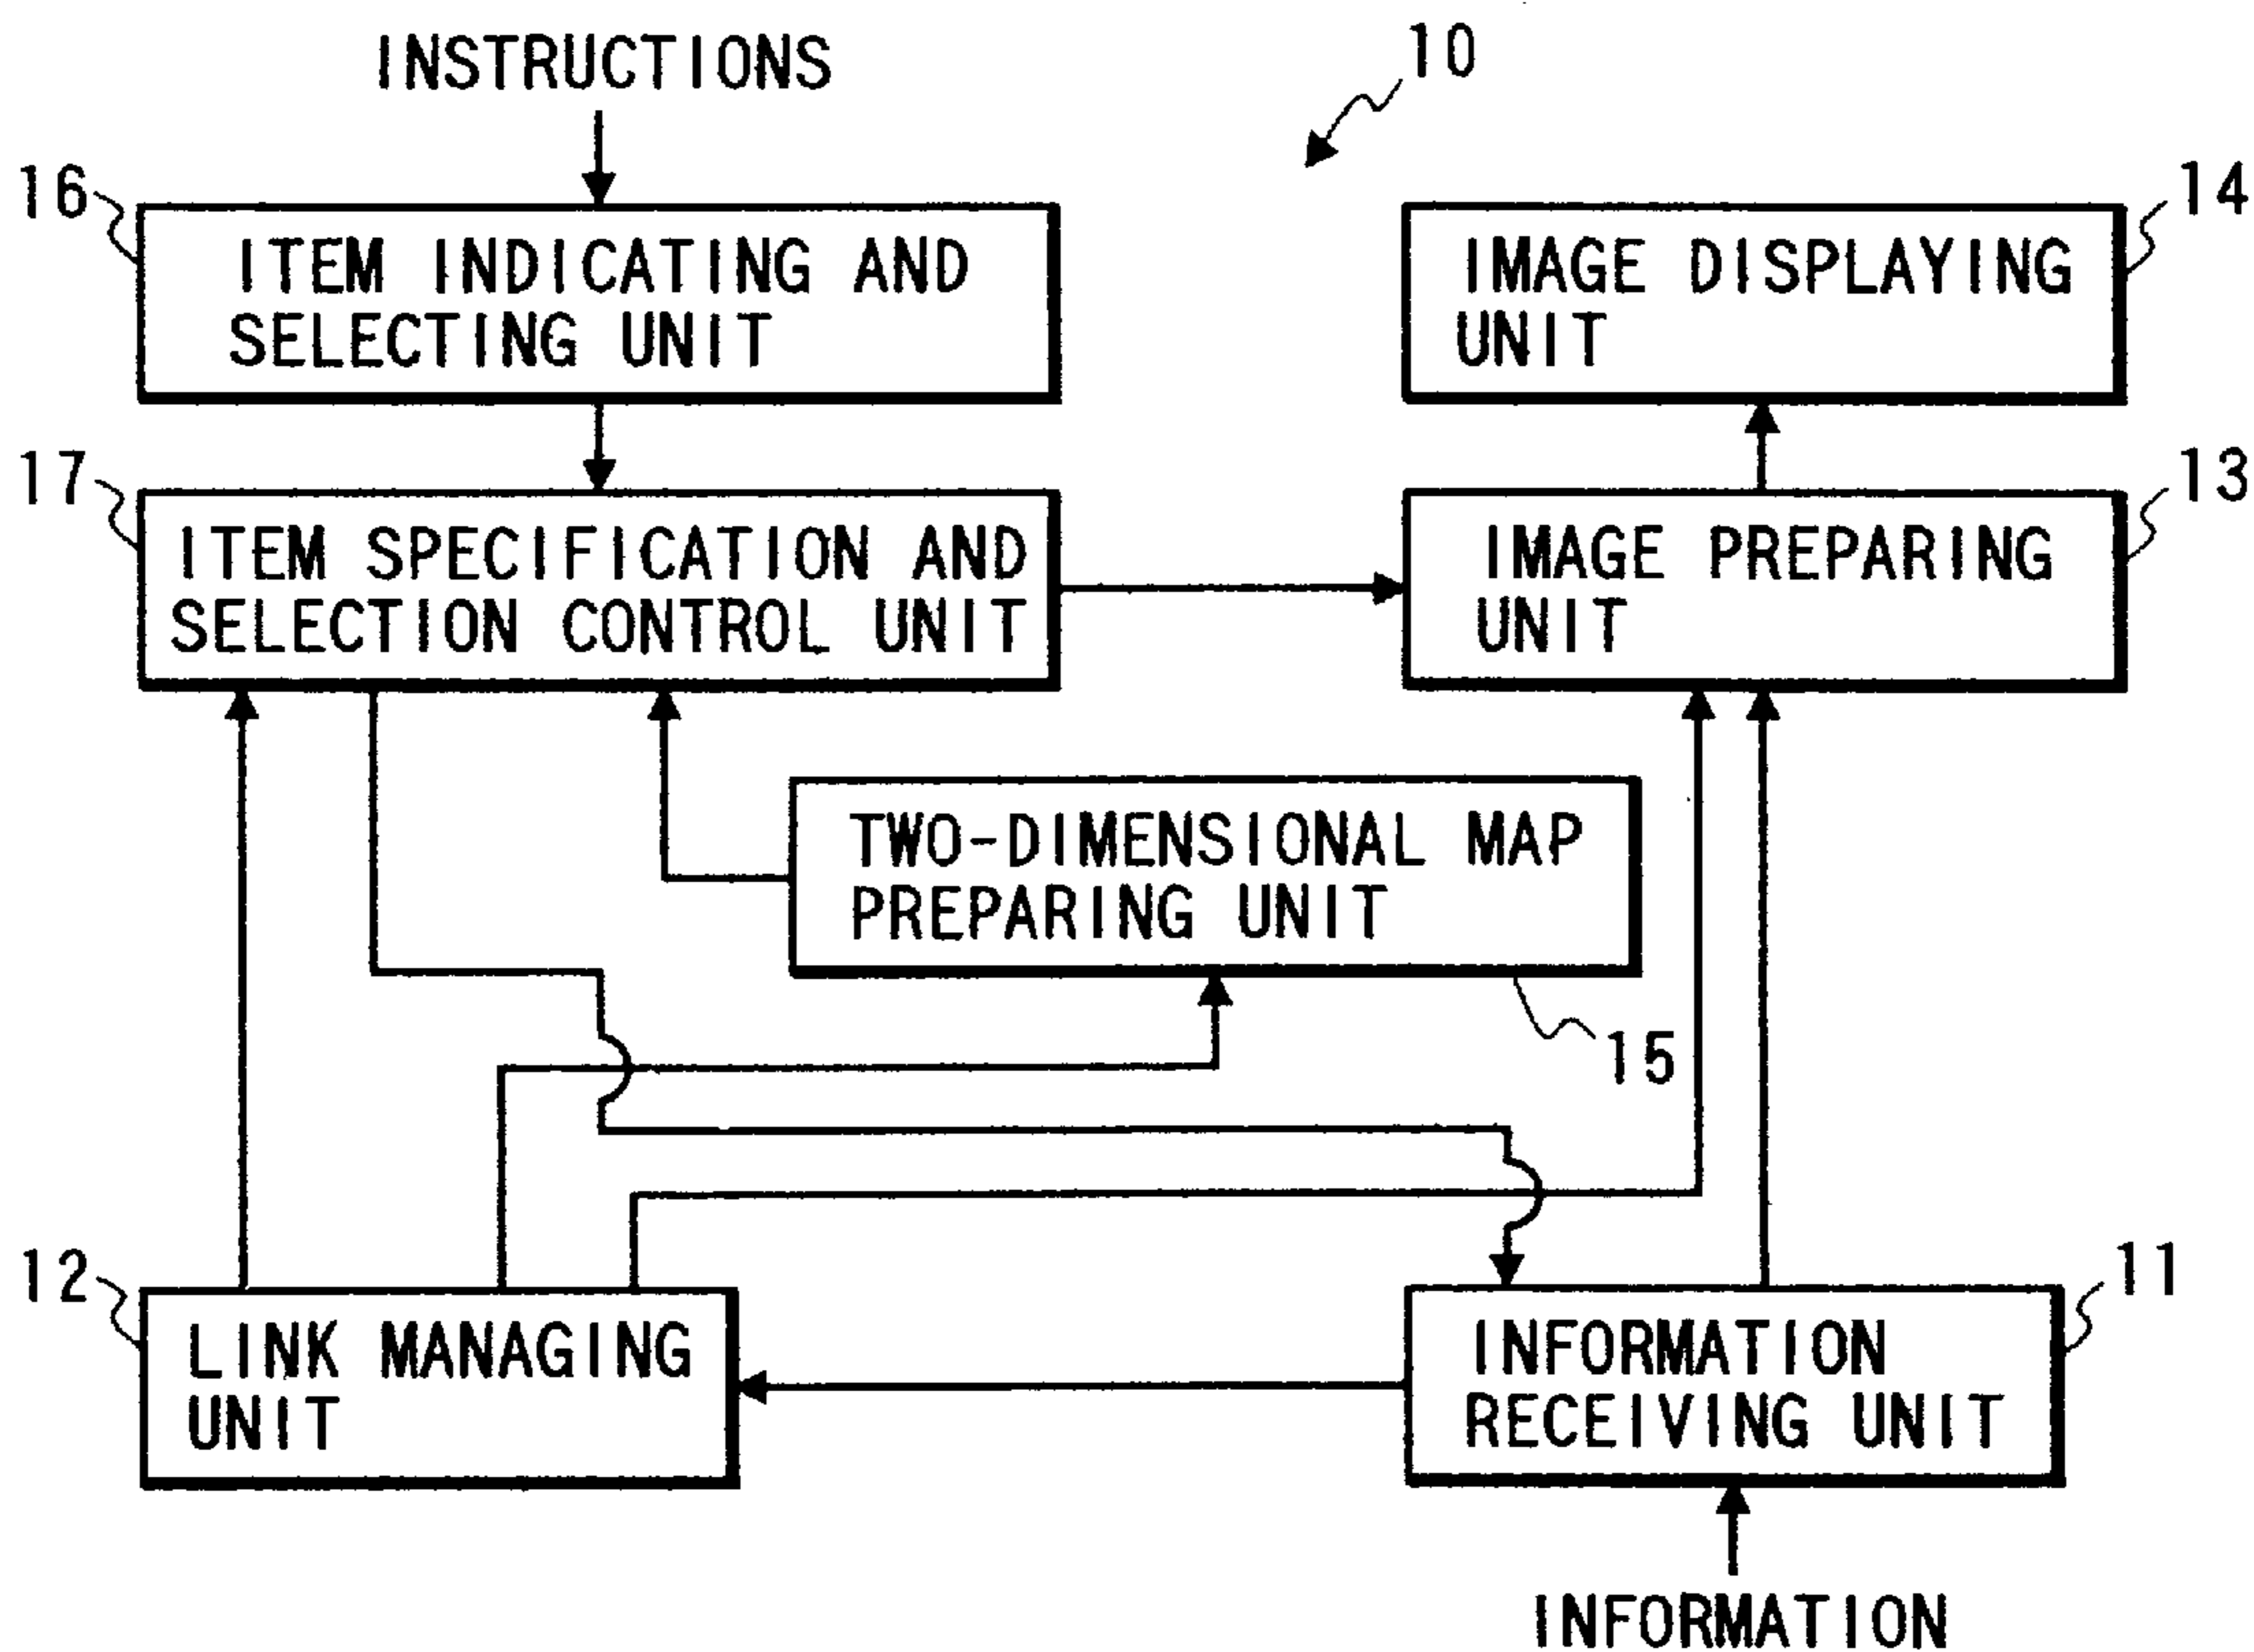 INSTRUCTIONS
10
16
ITEM INDICATING AND
SELECTING UNIT
14
IMAGE DISPLAYING
UNIT
17
ITEM SPECIFICATION AND
SELECTION CONTROL UNIT
13
IMAGE PREPARING
UNIT
TWO-DIMENSIONAL MAP
PREPARING UNIT
15
12
LINK MANAGING
UNIT
11
INFORMATION
RECEIVING UNIT
INFORMATION